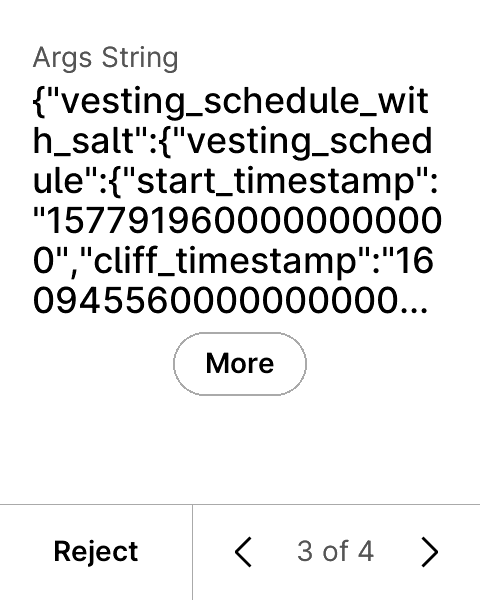 Args String
{"vesting_schedule_wit
h_salt":{"vesting_sched
ule":{"start_timestamp":
"157791960000000000
0","cliff_timestamp":"16
09455600000000000...
More
Reject
3 of 4